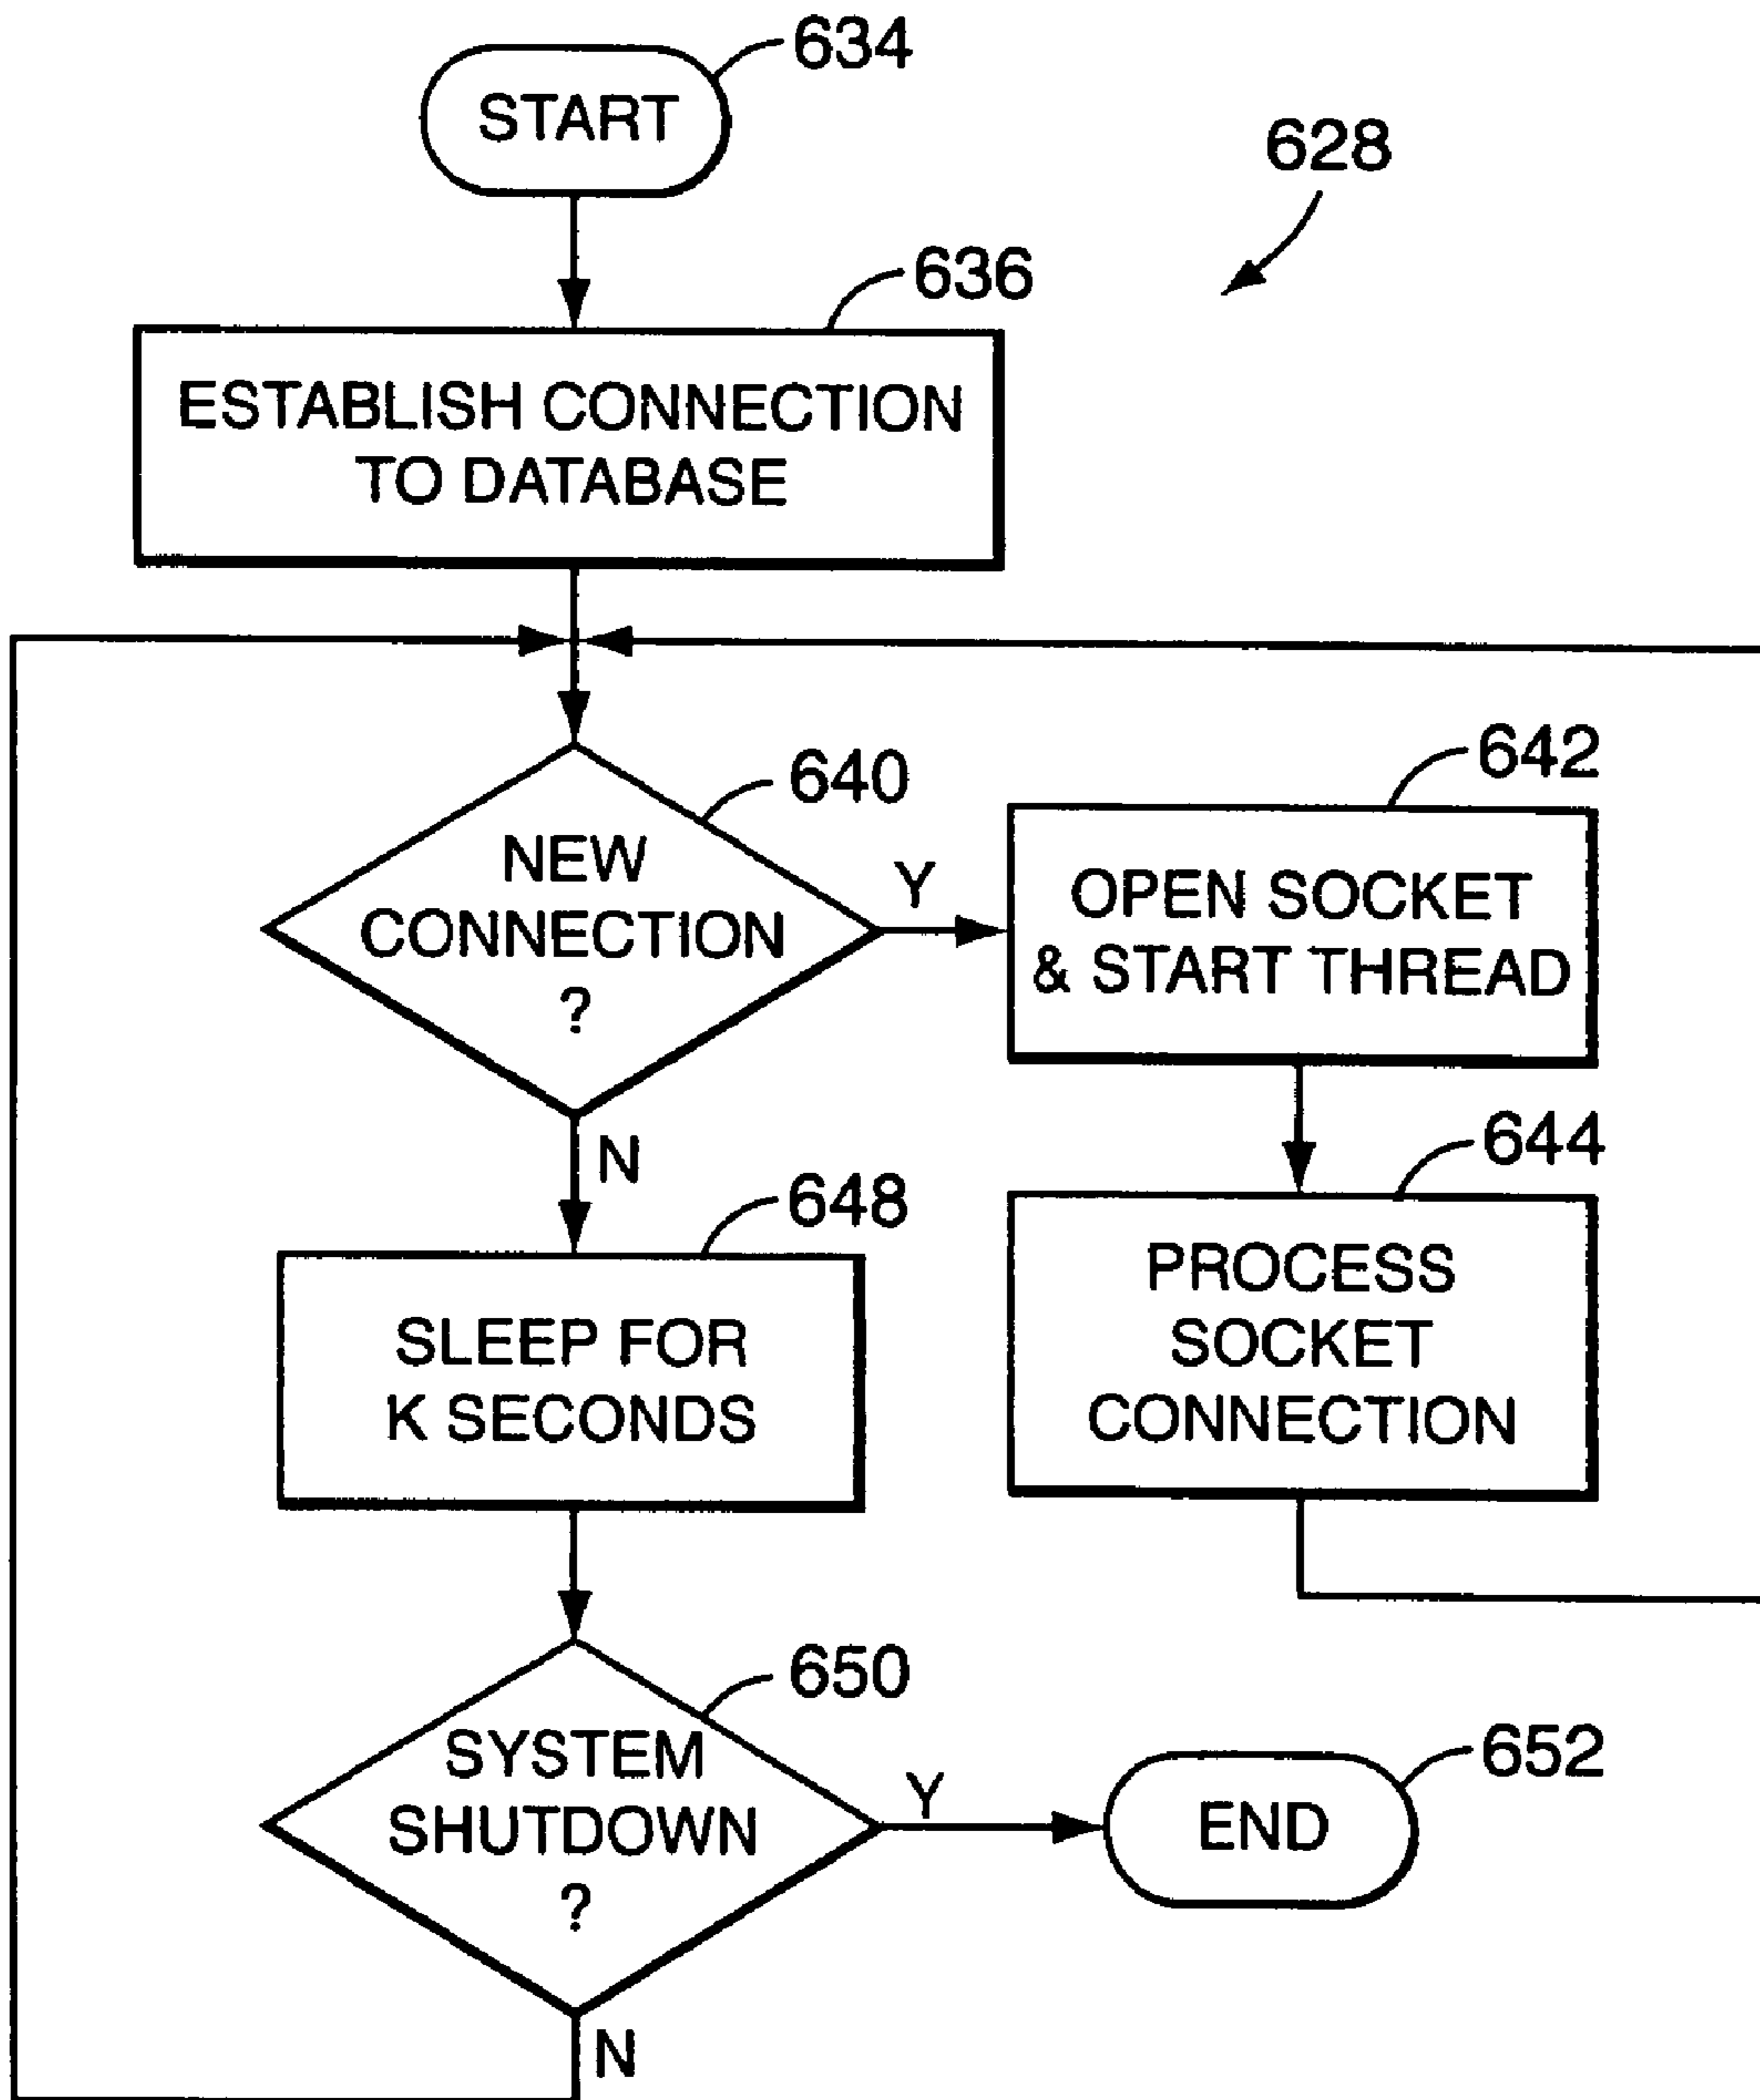 634
START
628
636
ESTABLISH CONNECTION
TO DATABASE
640
NEW
CONNECTION
?
Y
N
642
OPEN SOCKET
& START THREAD
644
PROCESS
SOCKET
CONNECTION
648
SLEEP FOR
K SECONDS
650
SYSTEM
SHUTDOWN
?
Y
N
652
END